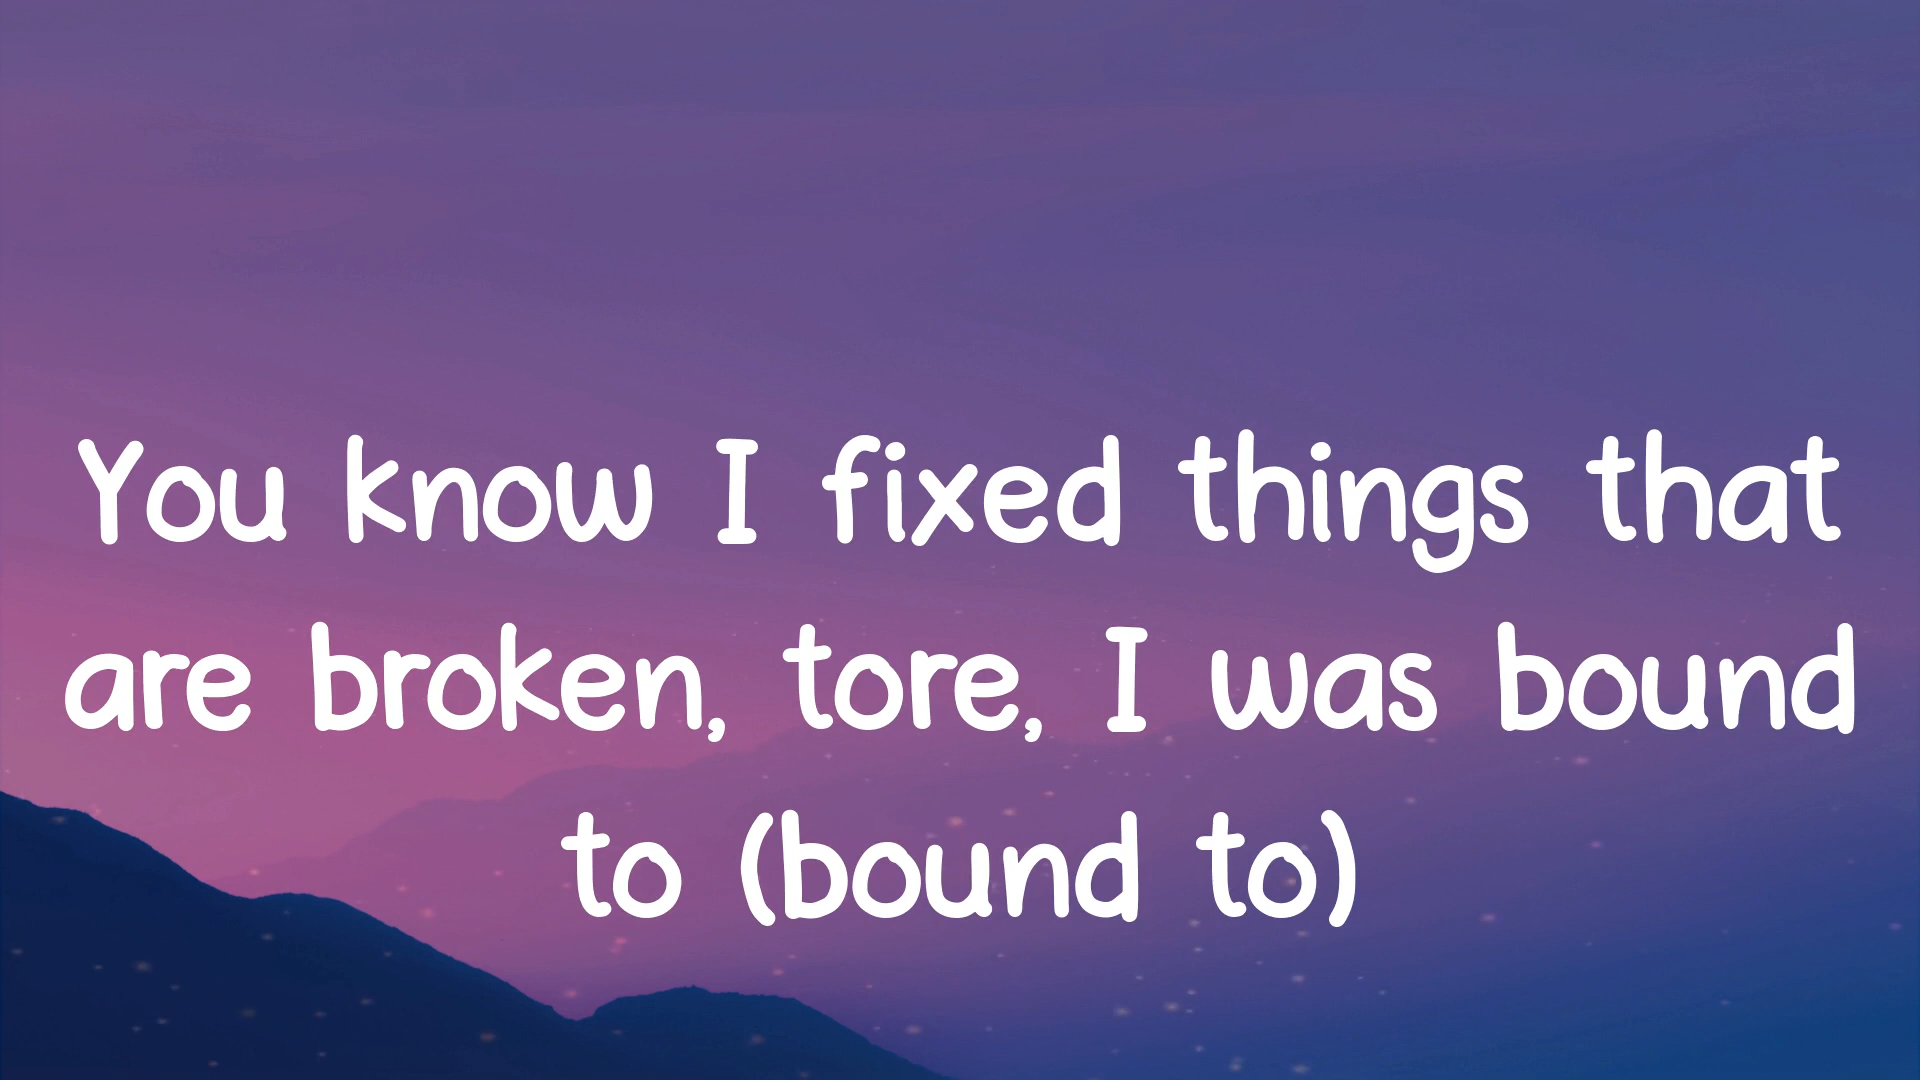 You know I fixed things that
are broken, tore, I was bound
to (bound to)